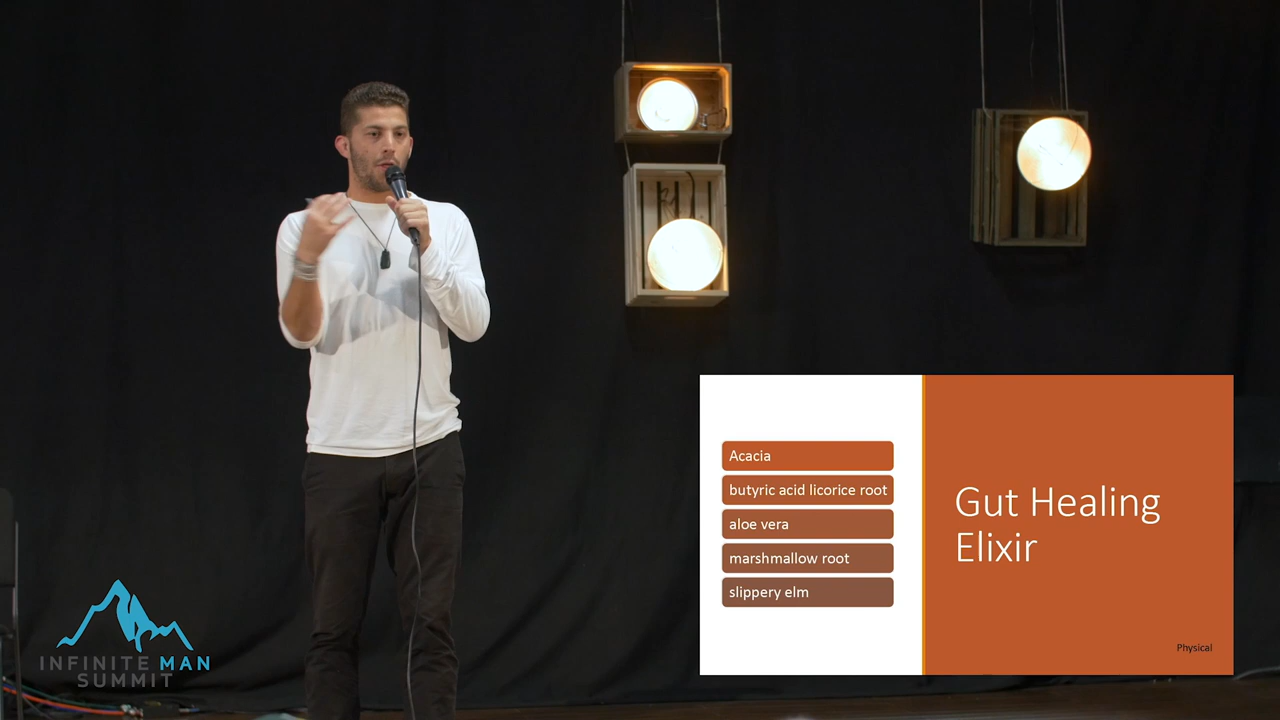 Acacia
butyric acid licorice root
aloe vera
marshmallow root
slippery elm
Gut Healing
Elixir
Physical
INFINITE MAN
SUMMIT